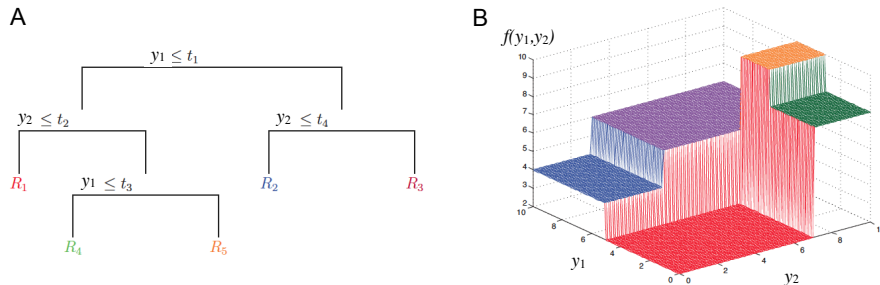 A
y₁ ≤ t₁
y₂ ≤ t₂
y₂ ≤ t₄
R₁
y₁ ≤ t₃
R₂
R₃
R₄
R₅
B
f(y₁,y₂)
10
9
8
7
6
5
4
3
2
10
8
6
4
2
0
y₁
0
2
4
6
8
1
y₂